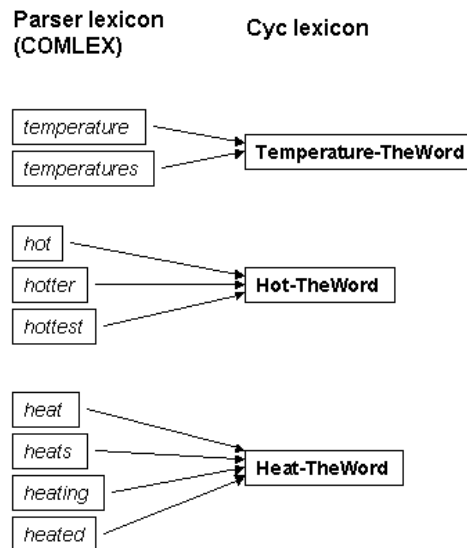 Parser lexicon
(COMLEX)
Cyc lexicon
temperature
temperatures
Temperature-TheWord
hot
hotter
hottest
Hot-TheWord
heat
heats
heating
heated
Heat-TheWord